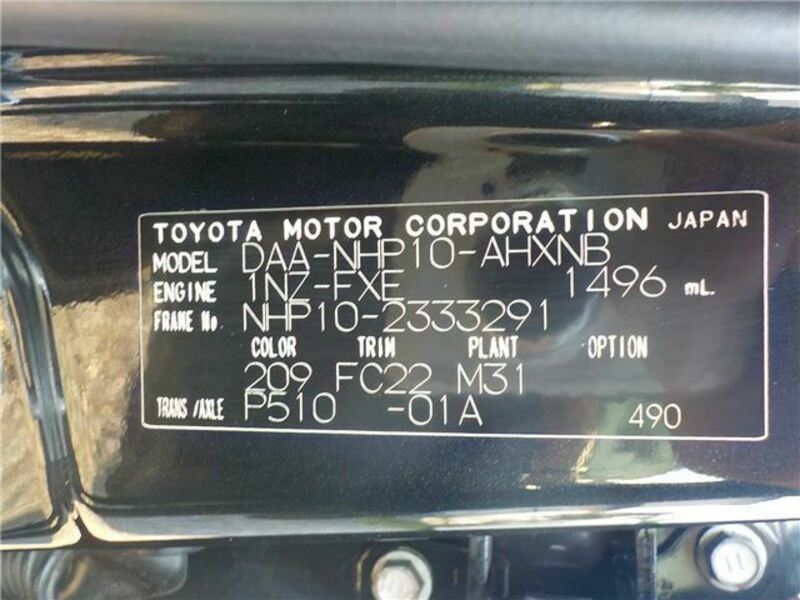 TOYOTA MOTOR CORPORATION JAPAN
MODEL DAA-NHP10-AHXNB
ENGINE 1NZ-FXE 1496 mL.
FRAME No NHP10-2333291
COLOR TRIM PLANT OPTION
209 FC22 M31
TRANS/AXLE P510 -01A 490